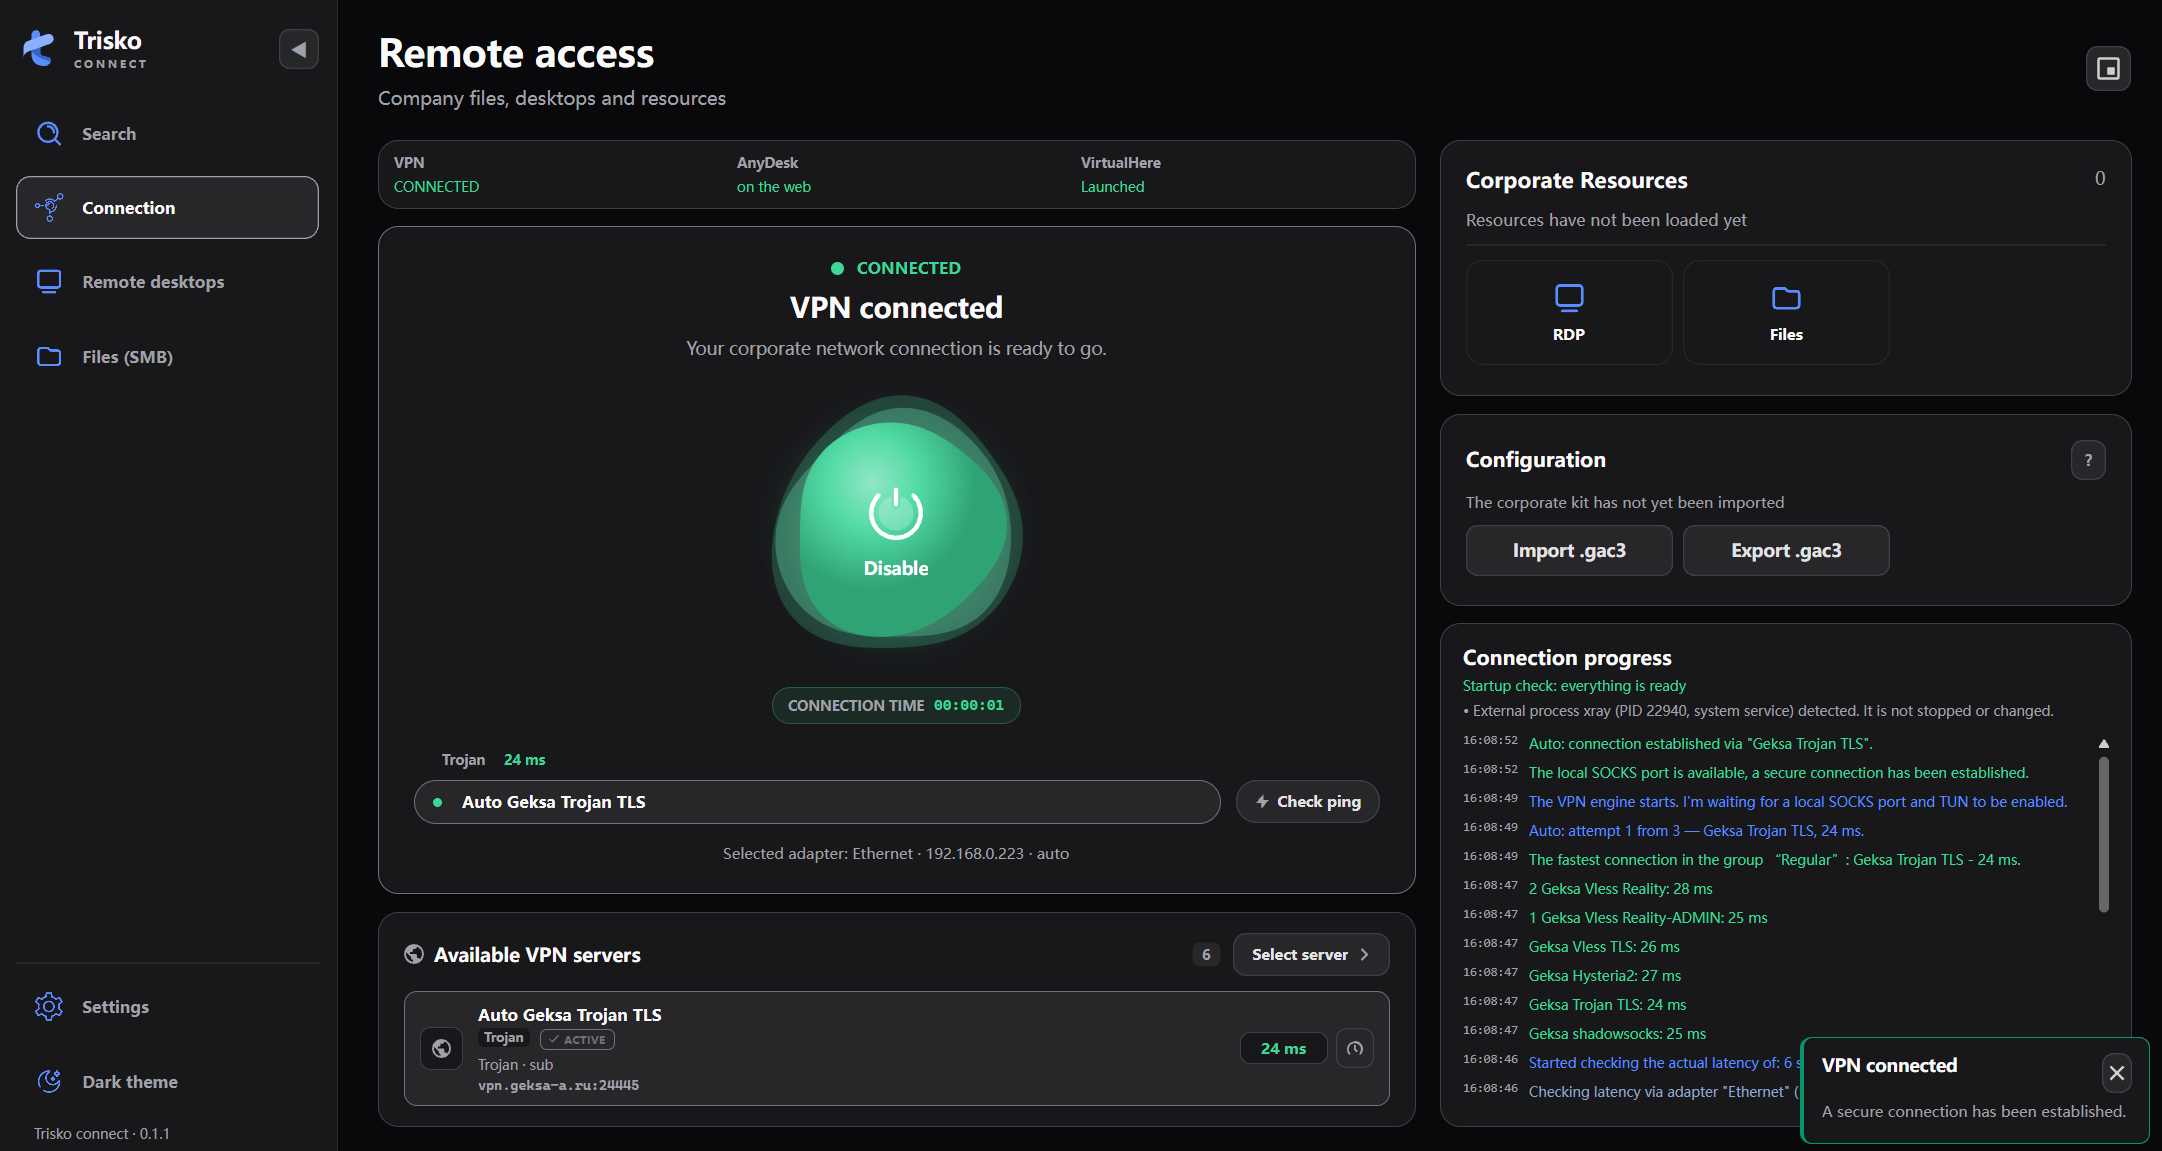 Trisko
CONNECT
Search
Connection
Remote desktops
Files (SMB)
Settings
Dark theme
Trisko connect · 0.1.1
Remote access
Company files, desktops and resources
VPN
CONNECTED
AnyDesk
on the web
VirtualHere
Launched
CONNECTED
VPN connected
Your corporate network connection is ready to go.
Disable
CONNECTION TIME 00:00:01
Trojan 24 ms
Auto Geksa Trojan TLS
Check ping
Selected adapter: Ethernet · 192.168.0.223 · auto
Available VPN servers
6
Select server
Auto Geksa Trojan TLS
Trojan
ACTIVE
Trojan · sub
vpn.geksa-a.ru:24445
24 ms
Corporate Resources
0
Resources have not been loaded yet
RDP
Files
Configuration
?
The corporate kit has not yet been imported
Import .gac3
Export .gac3
Connection progress
Startup check: everything is ready
• External process xray (PID 22940, system service) detected. It is not stopped or changed.
16:08:52 Auto: connection established via "Geksa Trojan TLS".
16:08:52 The local SOCKS port is available, a secure connection has been established.
16:08:49 The VPN engine starts. I'm waiting for a local SOCKS port and TUN to be enabled.
16:08:49 Auto: attempt 1 from 3 — Geksa Trojan TLS, 24 ms.
16:08:49 The fastest connection in the group “Regular” : Geksa Trojan TLS - 24 ms.
16:08:47 2 Geksa Vless Reality: 28 ms
16:08:47 1 Geksa Vless Reality-ADMIN: 25 ms
16:08:47 Geksa Vless TLS: 26 ms
16:08:47 Geksa Hysteria2: 27 ms
16:08:47 Geksa Trojan TLS: 24 ms
16:08:47 Geksa shadowsocks: 25 ms
16:08:46 Started checking the actual latency of: 6 s
16:08:46 Checking latency via adapter "Ethernet" (
VPN connected
A secure connection has been established.